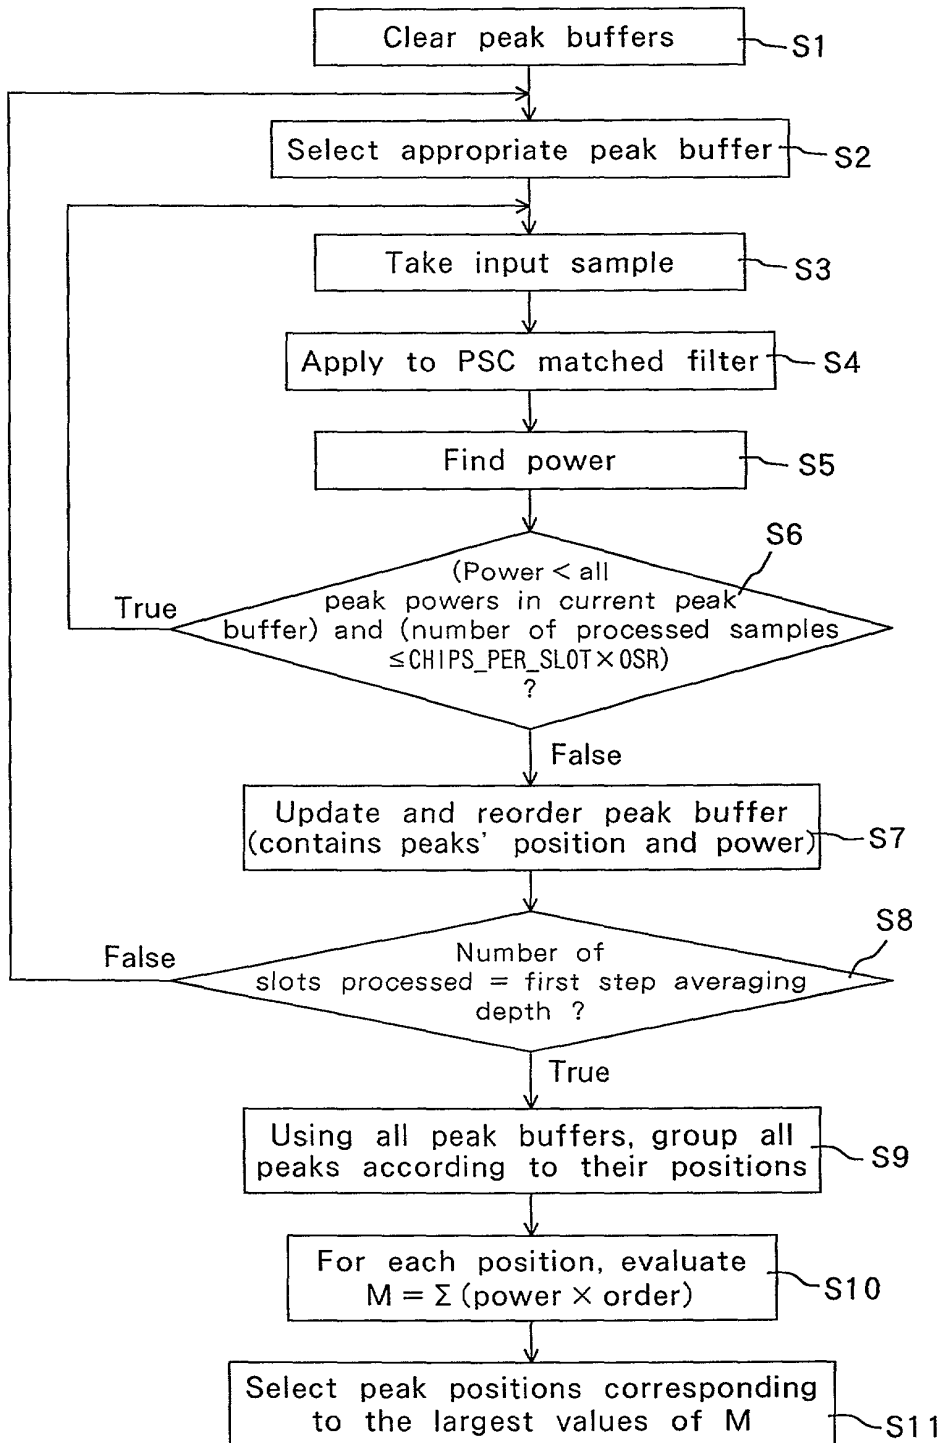 Clear peak buffers
S1
Select appropriate peak buffer
S2
Take input sample
S3
Apply to PSC matched filter
S4
Find power
S5
S6
(Power < all
peak powers in current peak
buffer) and (number of processed samples
≤CHIPS_PER_SLOT×OSR)
?
True
False
Update and reorder peak buffer
(contains peaks' position and power)
S7
S8
Number of
slots processed = first step averaging
depth ?
False
True
Using all peak buffers, group all
peaks according to their positions
S9
For each position, evaluate
M = Σ (power × order)
S10
Select peak positions corresponding
to the largest values of M
S11